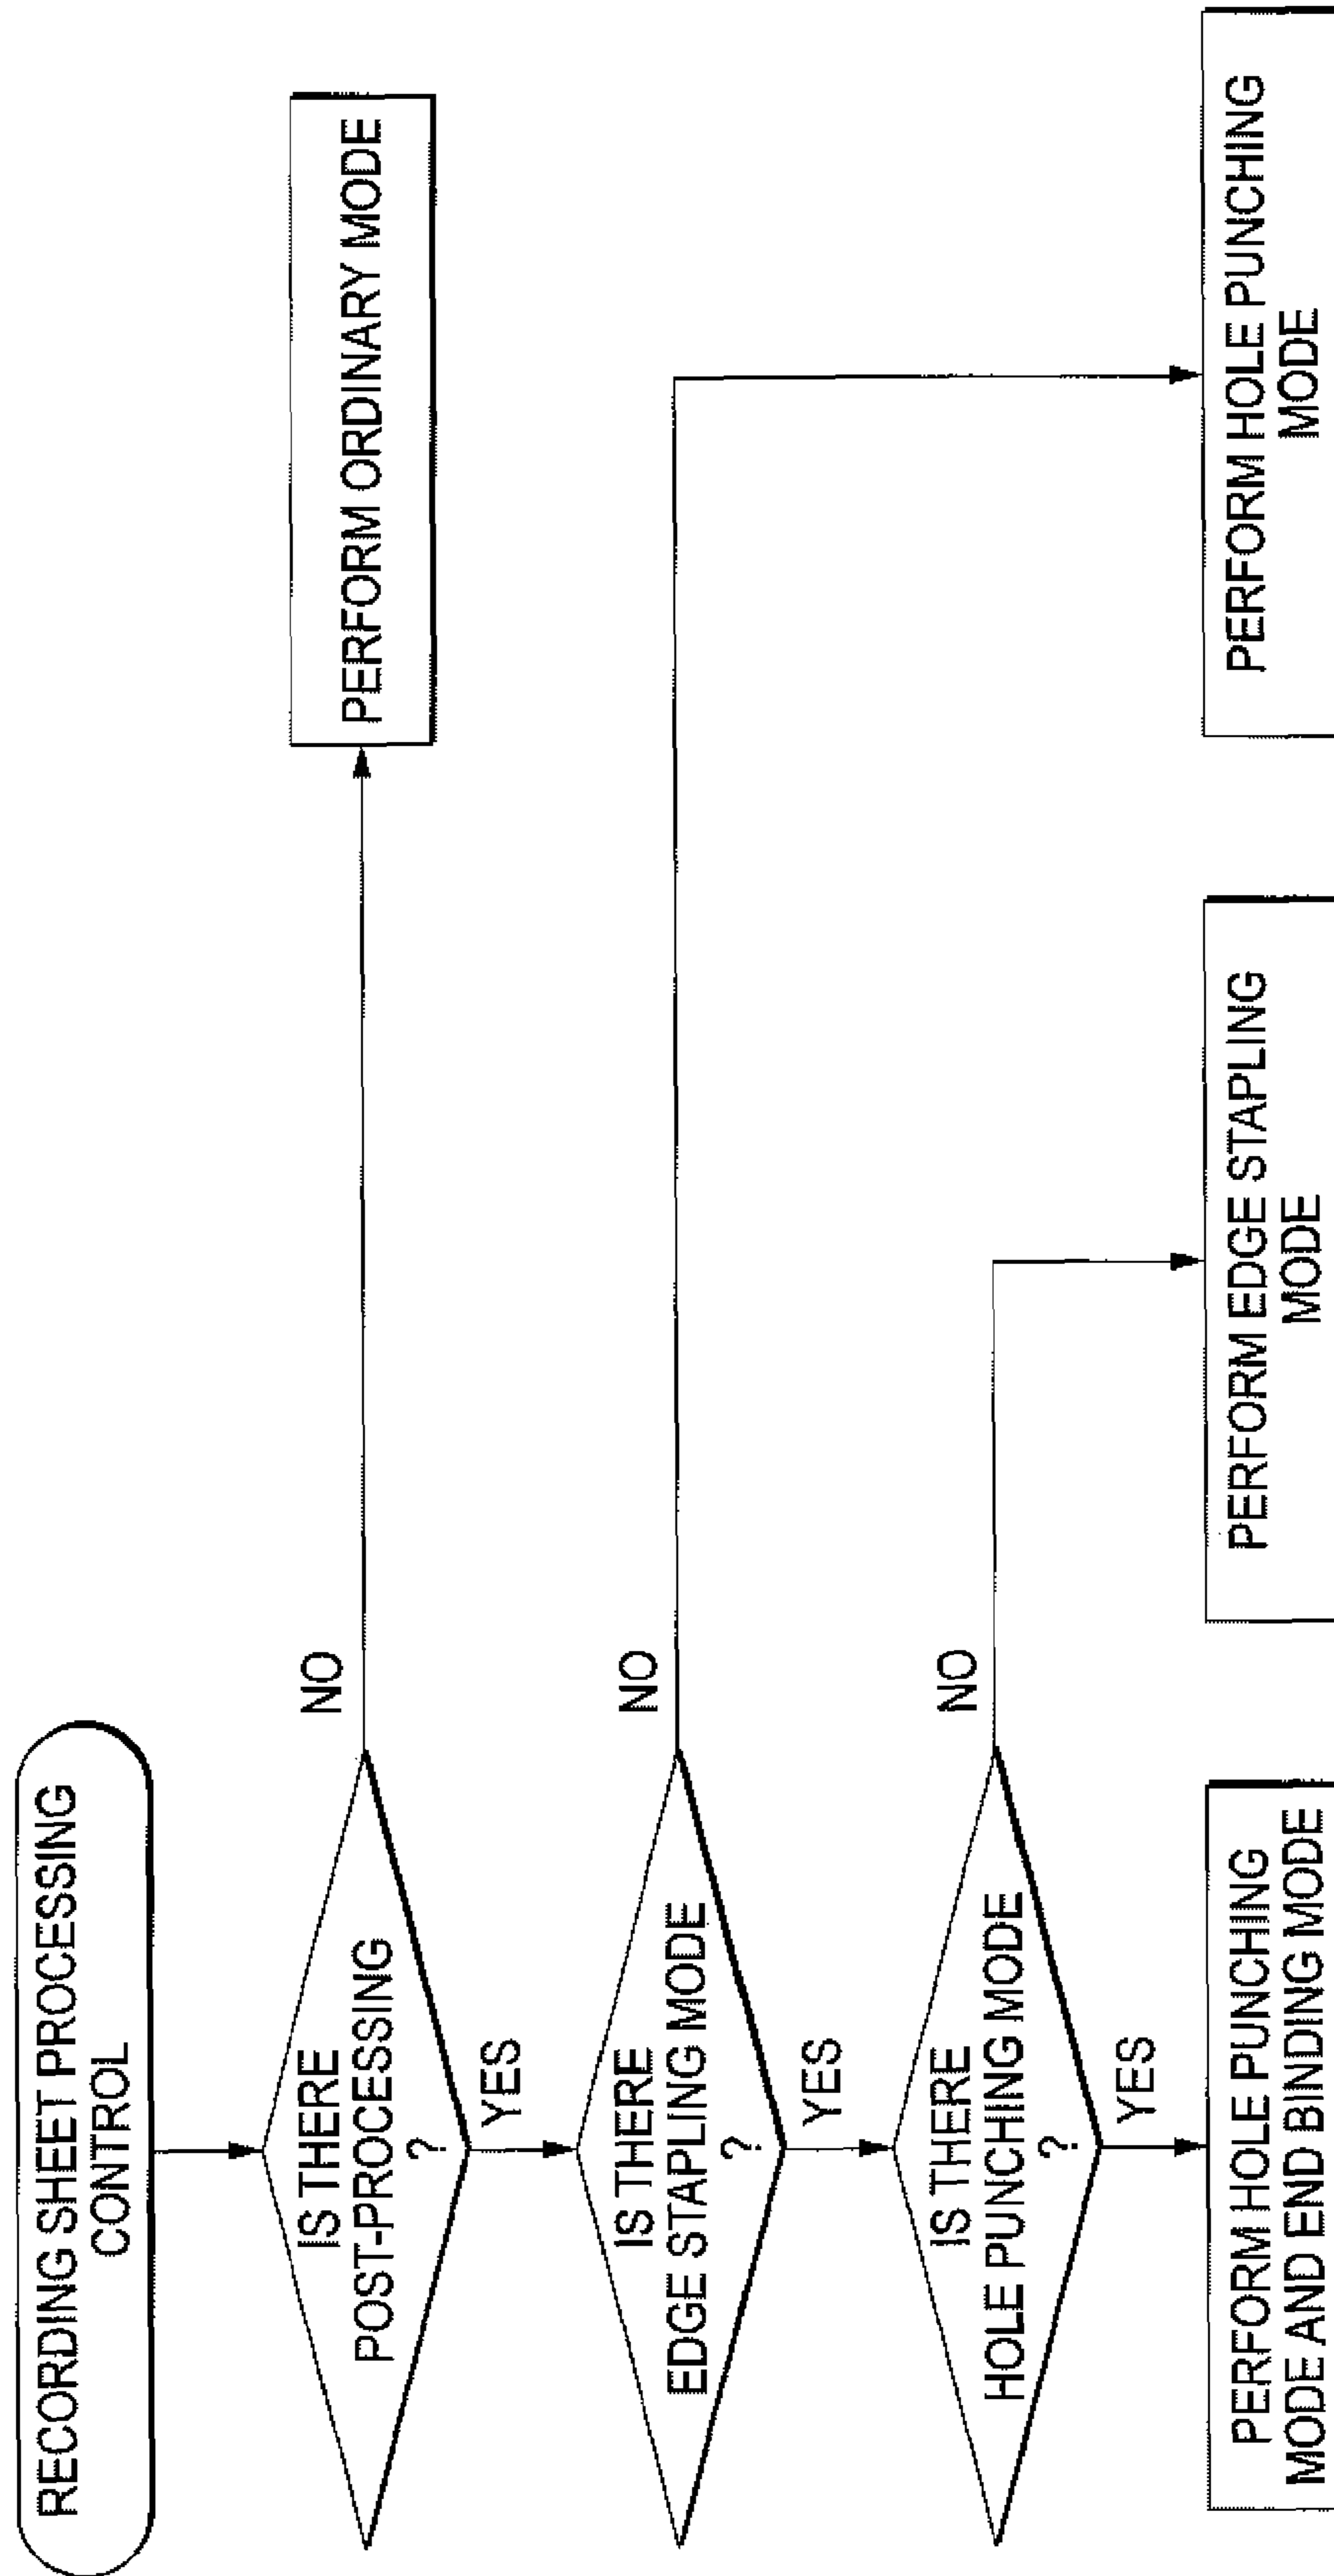 RECORDING SHEET PROCESSING
CONTROL
IS THERE
POST-PROCESSING
?
NO
YES
PERFORM ORDINARY MODE
IS THERE
EDGE STAPLING MODE
?
NO
YES
IS THERE
HOLE PUNCHING MODE
?
NO
YES
PERFORM HOLE PUNCHING
MODE AND END BINDING MODE
PERFORM EDGE STAPLING
MODE
PERFORM HOLE PUNCHING
MODE